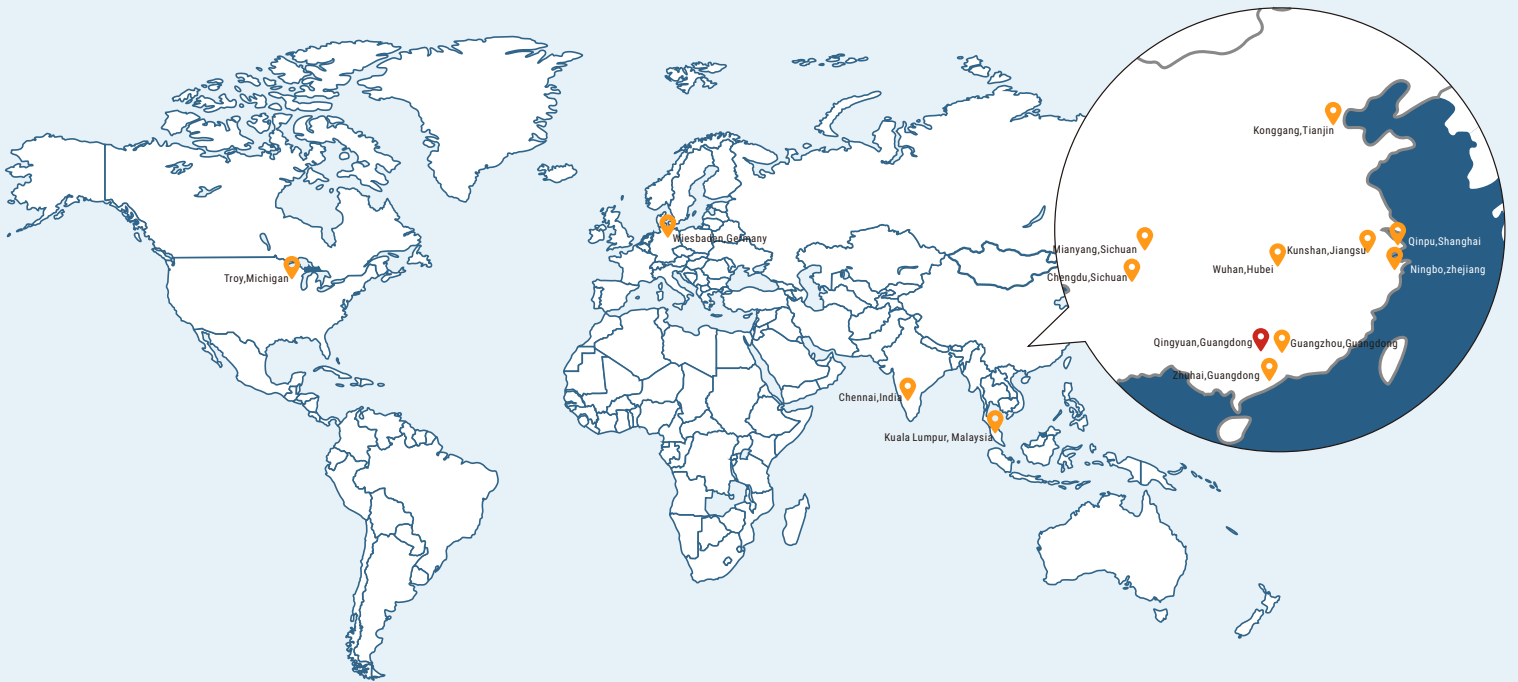 Konggang,Tianjin
Wiesbaden,Germany
Mianyang,Sichuan
Kunshan,Jiangsu
Qinpu,Shanghai
Troy,Michigan
Chengdu,Sichuan
Wuhan,Hubei
Ningbo,zhejiang
Qingyuan,Guangdong
Guangzhou,Guangdong
Zhuhai,Guangdong
Chennai,India
Kuala Lumpur, Malaysia